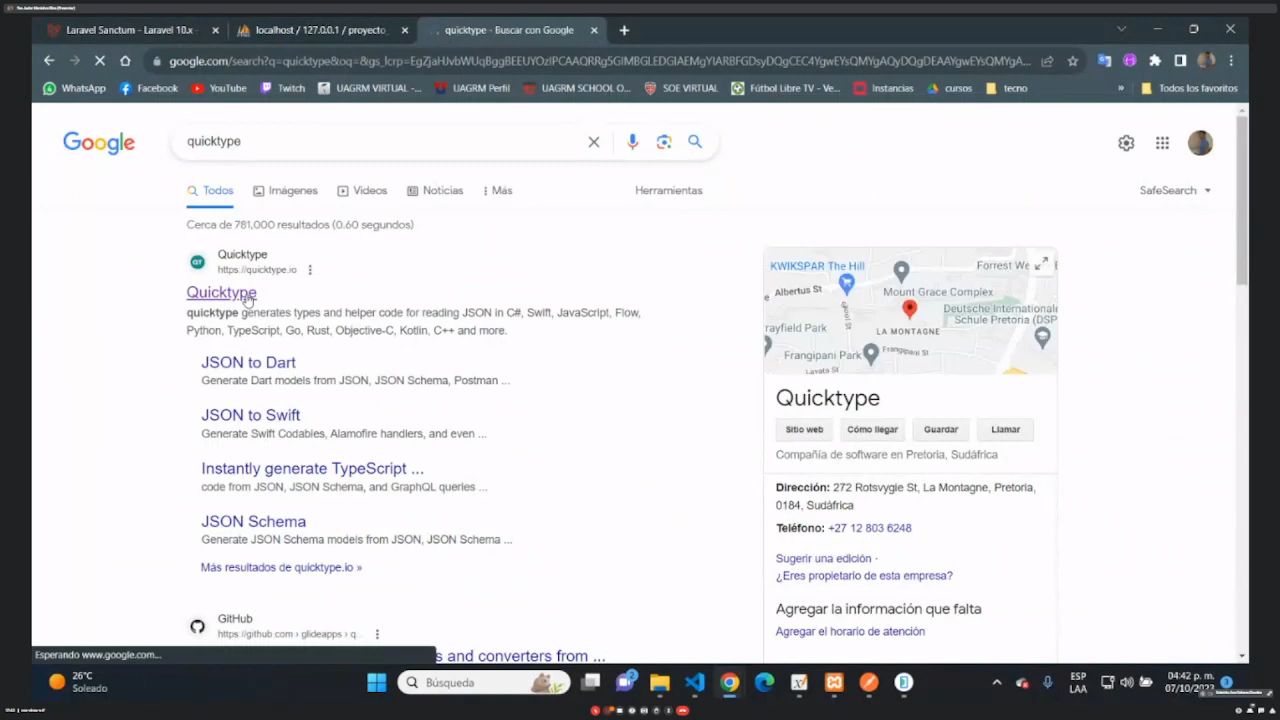 Laravel Sanctum - Laravel 10.x
localhost / 127.0.0.1 / proyecto_
quicktype - Buscar con Google
google.com/search?q=quicktype&oq=&gs_lcrp=
WhatsApp
Facebook
YouTube
Twitch
UAGRM VIRTUAL -...
UAGRM Perfil
UAGRM SCHOOL O...
SOE VIRTUAL
Fútbol Libre TV - Ve...
Instancias
cursos
tecno
»
Todos los favoritos
Google
quicktype
Todos
Imágenes
Videos
Noticias
Más
Herramientas
SafeSearch
Cerca de 781,000 resultados (0.60 segundos)
QT
Quicktype
https://quicktype.io
Quicktype
quicktype generates types and helper code for reading JSON in C#, Swift, JavaScript, Flow,
Python, TypeScript, Go, Rust, Objective-C, Kotlin, C++ and more.
JSON to Dart
Generate Dart models from JSON, JSON Schema, Postman ...
JSON to Swift
Generate Swift Codables, Alamofire handlers, and even ...
Instantly generate TypeScript ...
code from JSON, JSON Schema, and GraphQL queries ...
JSON Schema
Generate JSON Schema models from JSON, JSON Schema ...
Más resultados de quicktype.io »
GitHub
https://github.com › glideapps › q...
s and converters from ...
KWIKSPAR The Hill
Forrest We
Albertus St
Mount Grace Complex
Deutsche Internationale
Schule Pretoria (DSP
rayfield Park
LA MONTAGNE
Frangipani Park
Frangipani St
Lavata St
Quicktype
Sitio web
Cómo llegar
Guardar
Llamar
Compañía de software en Pretoria, Sudáfrica
Dirección: 272 Rotsvygie St, La Montagne, Pretoria,
0184, Sudáfrica
Teléfono: +27 12 803 6248
Sugerir una edición ·
¿Eres propietario de esta empresa?
Agregar la información que falta
Agregar el horario de atención
Esperando www.google.com...
26°C
Soleado
Búsqueda
ESP
LAA
04:42 p. m.
07/10/